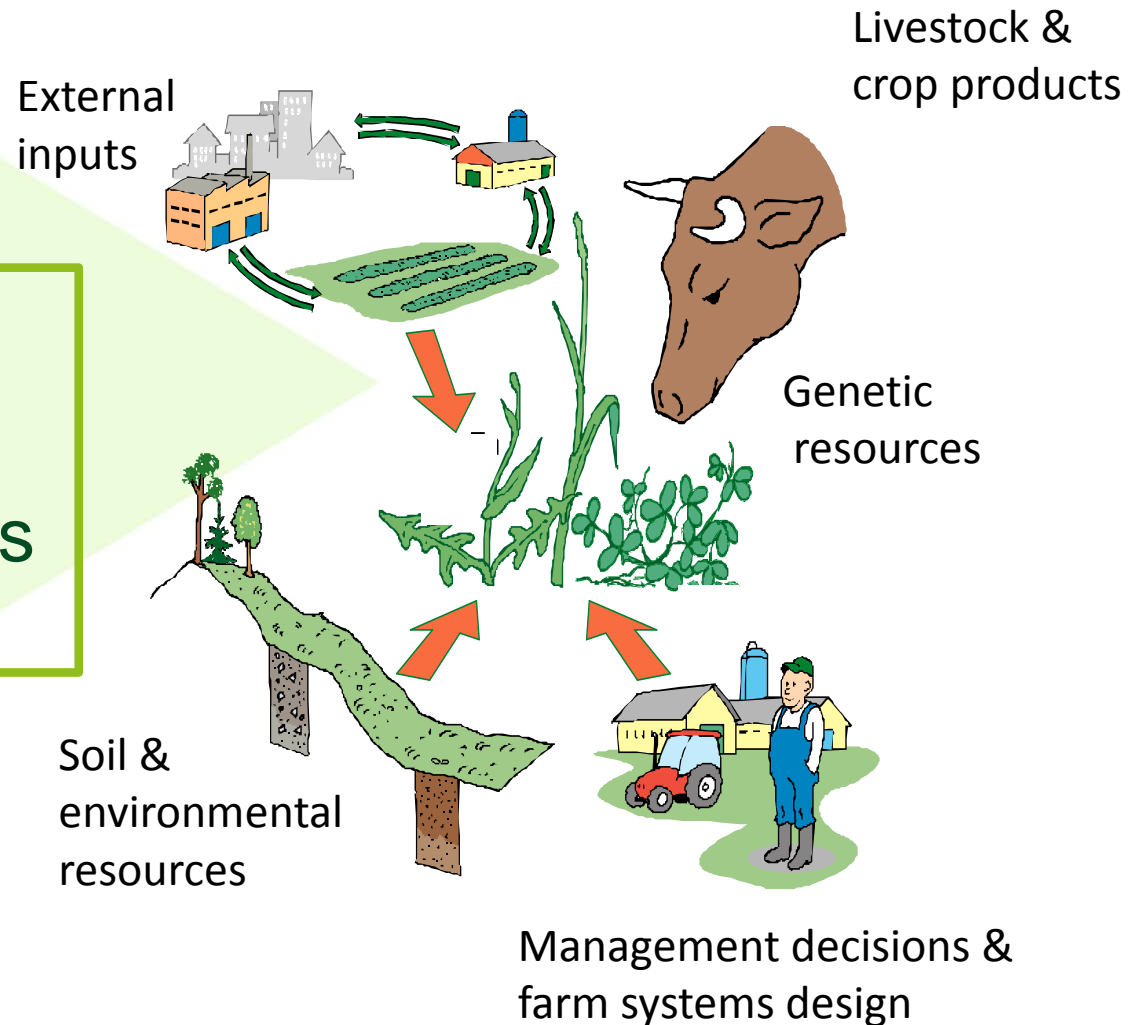 Livestock &
crop products
External
inputs
Genetic
resources
s
Soil &
environmental
resources
Management decisions &
farm systems design